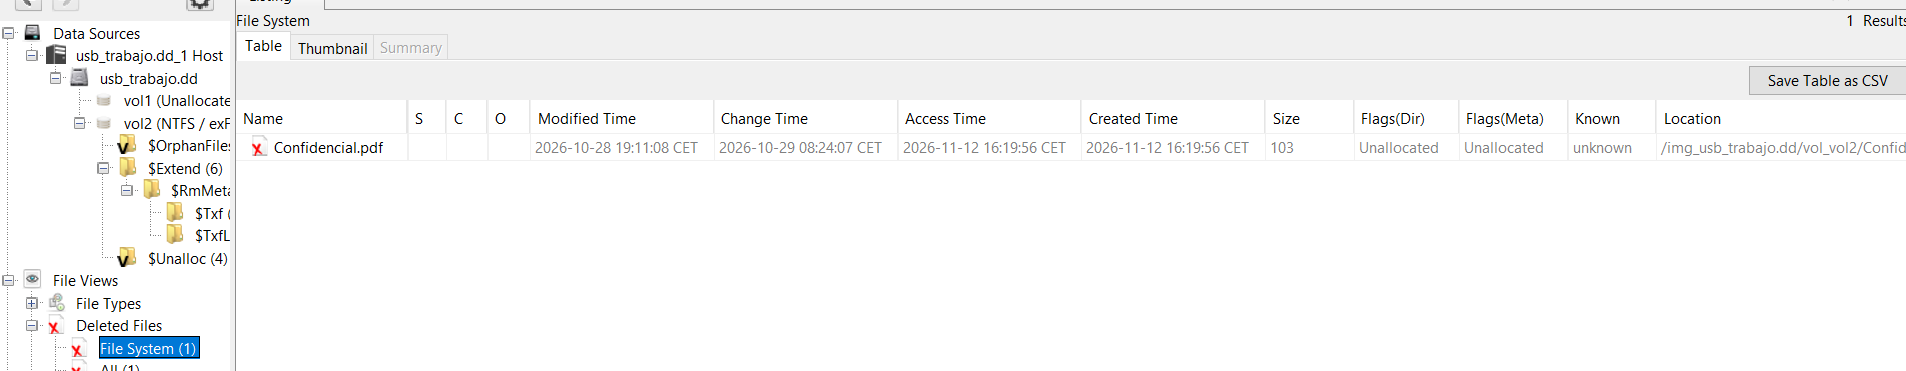 File System
1 Results
Table Thumbnail Summary
Save Table as CSV
Name S C O Modified Time Change Time Access Time Created Time Size Flags(Dir) Flags(Meta) Known Location
Confidencial.pdf 2026-10-28 19:11:08 CET 2026-10-29 08:24:07 CET 2026-11-12 16:19:56 CET 2026-11-12 16:19:56 CET 103 Unallocated Unallocated unknown /img_usb_trabajo.dd/vol_vol2/Confid
Data Sources
usb_trabajo.dd_1 Host
usb_trabajo.dd
vol1 (Unallocate
vol2 (NTFS / exF
$OrphanFiles
$Extend (6)
$RmMeta
$Txf (
$TxfL
$Unalloc (4)
File Views
File Types
Deleted Files
File System (1)
All (1)